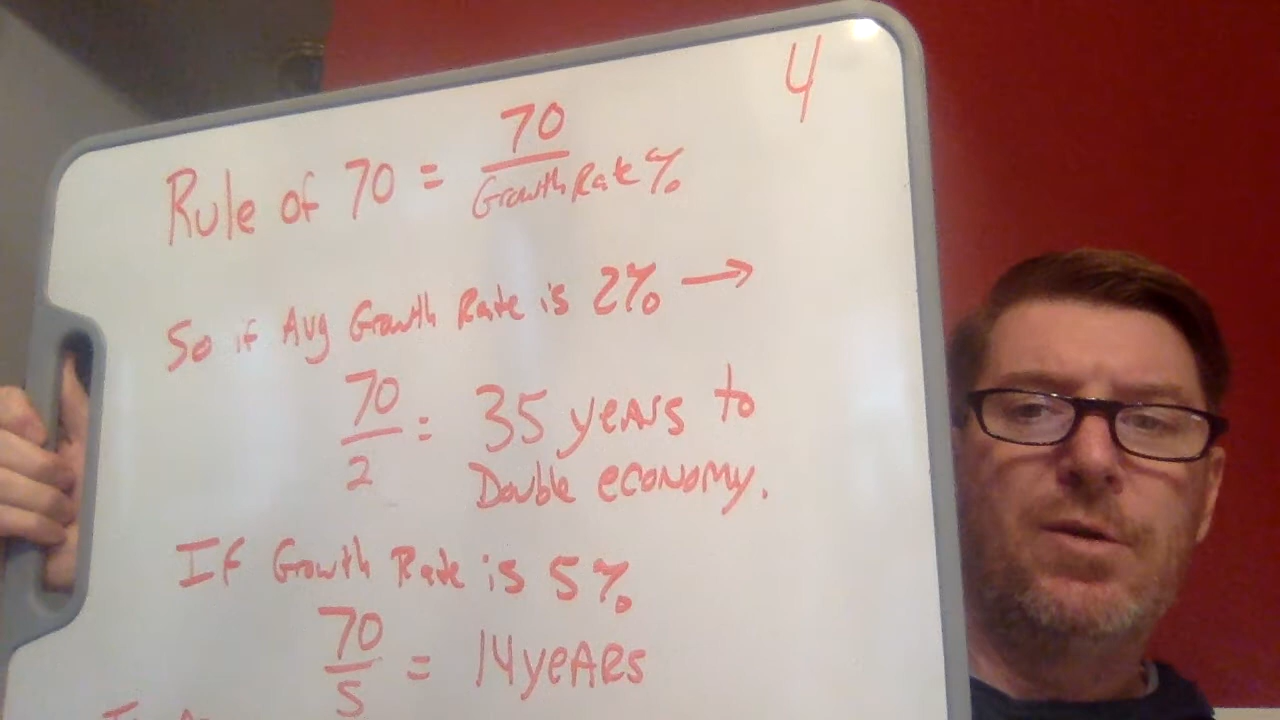 4
Rule of 70 = 70 / Growth Rate %
So if Avg Growth Rate is 2% →
70 / 2 = 35 years to
Double economy.
If Growth Rate is 5%
70 / 5 = 14 years